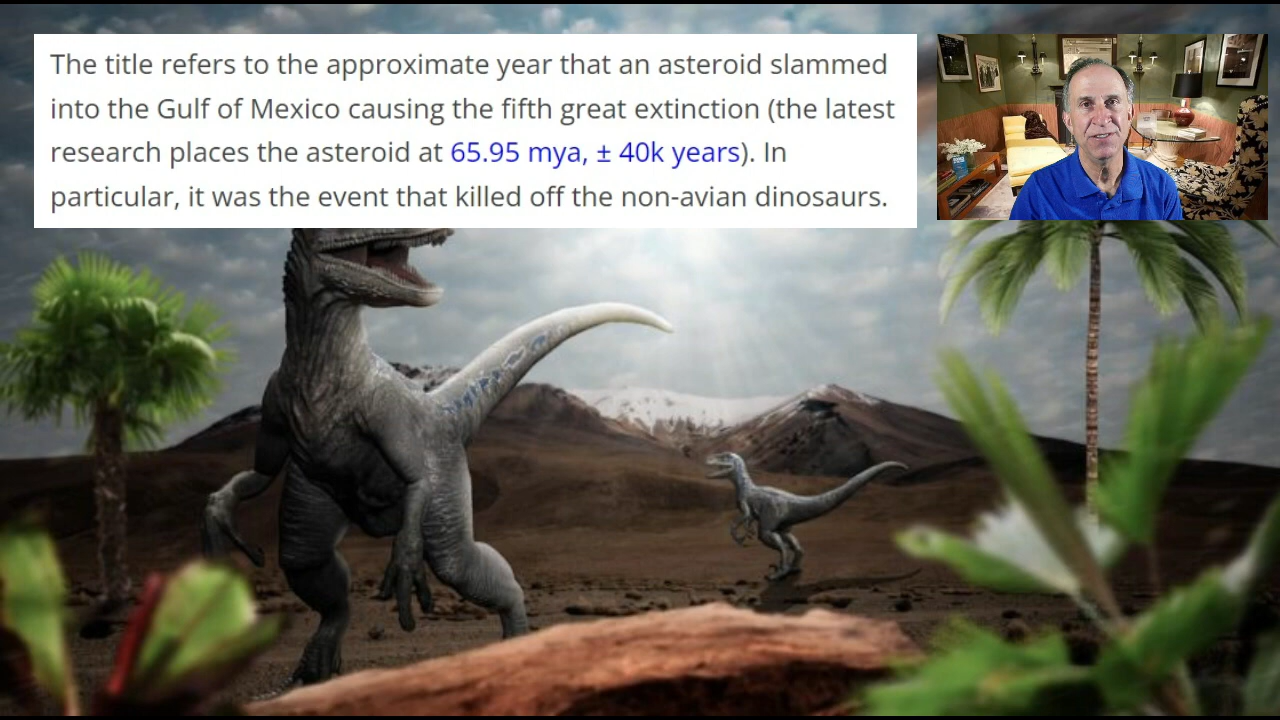 The title refers to the approximate year that an asteroid slammed
into the Gulf of Mexico causing the fifth great extinction (the latest
research places the asteroid at 65.95 mya, ± 40k years). In
particular, it was the event that killed off the non-avian dinosaurs.